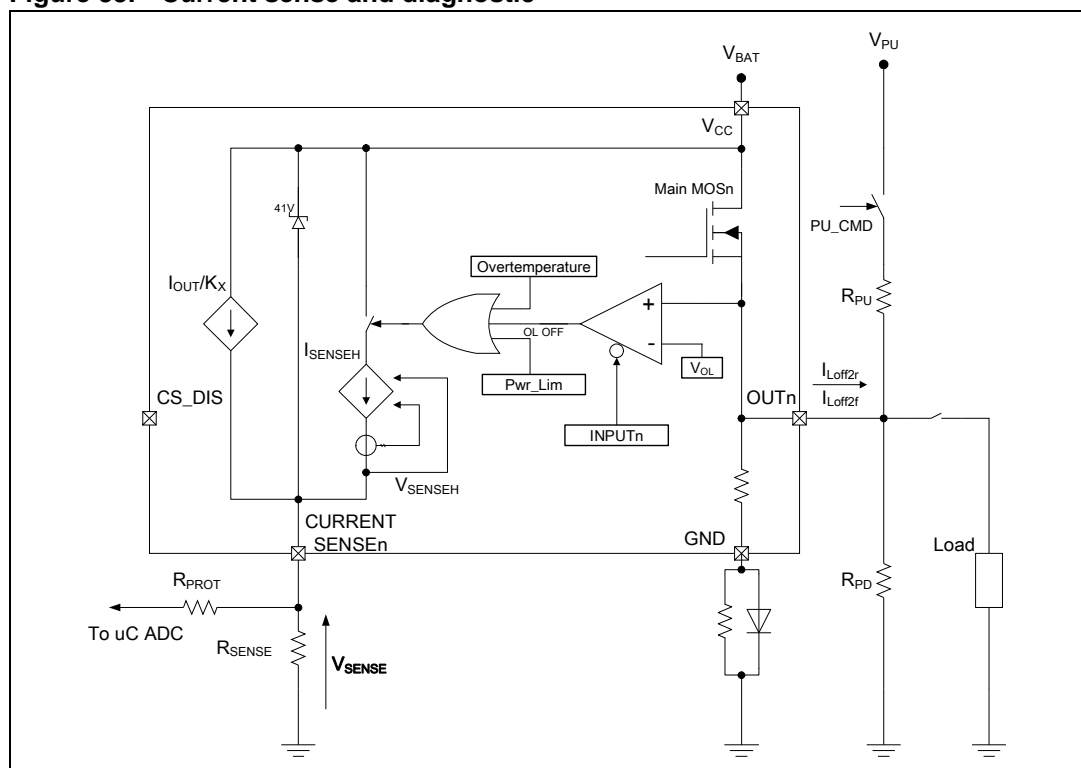 Figure 35. Current sense and diagnostic
VBAT
VPU
VCC
Main MOSn
41V
PU_CMD
Overtemperature
RPU
IOUT/KX
+
OL OFF
-
ISENSEH
VOL
ILoff2r
Pwr_Lim
OUTn
ILoff2f
CS_DIS
INPUTn
VSENSEH
CURRENT
SENSEn
GND
Load
RPROT
RPD
To uC ADC
RSENSE
VSENSE